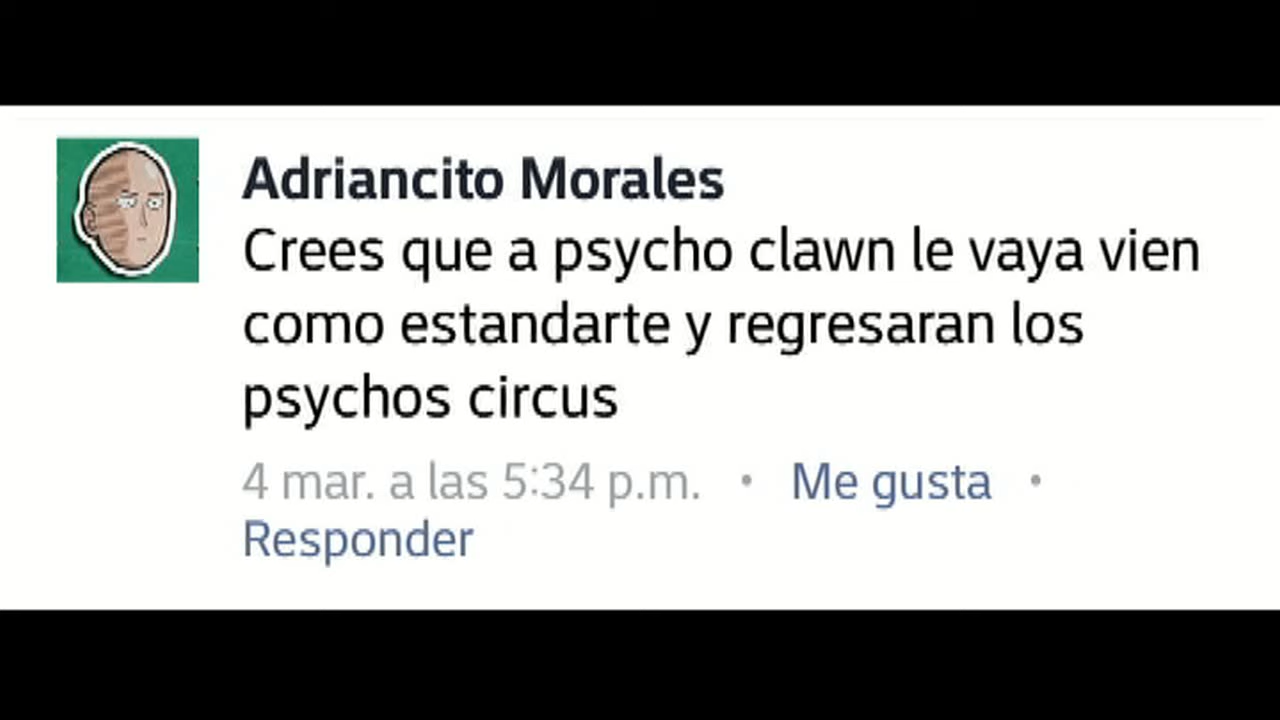 Adriancito Morales
Crees que a psycho clawn le vaya vien
como estandarte y regresaran los
psychos circus
4 mar. a las 5:34 p.m. • Me gusta •
Responder